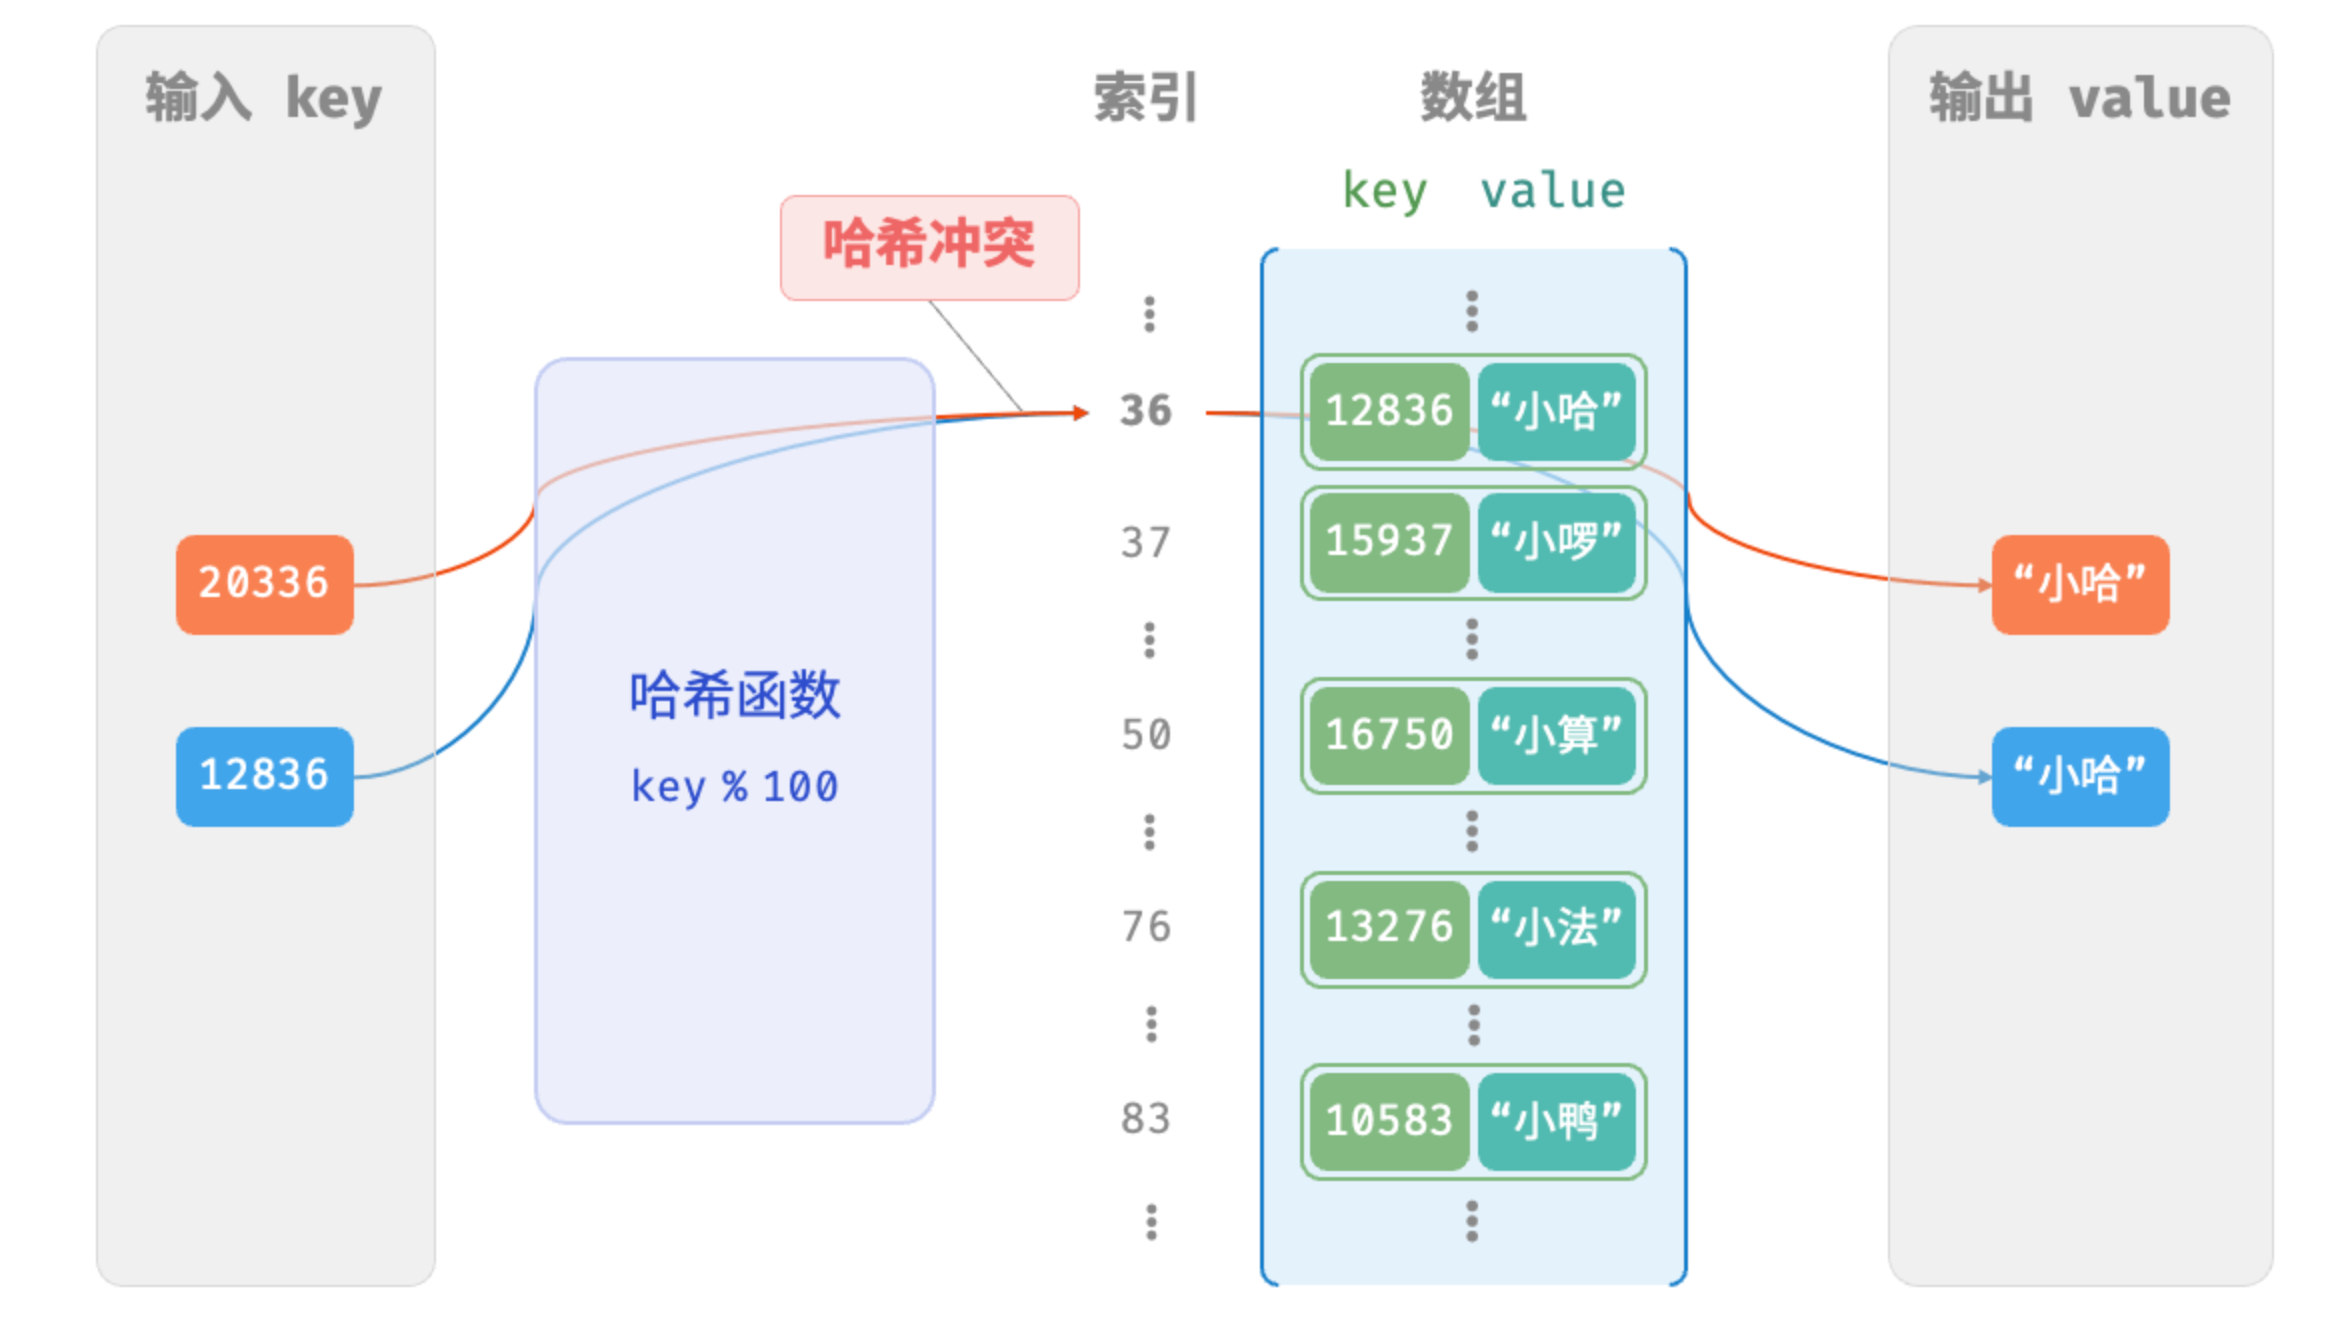 输入 key
索引
数组
输出 value
key value
哈希冲突
36 12836 “小哈”
37 15937 “小啰”
20336
“小哈”
哈希函数
key % 100
12836
50 16750 “小算”
“小哈”
76 13276 “小法”
83 10583 “小鸭”